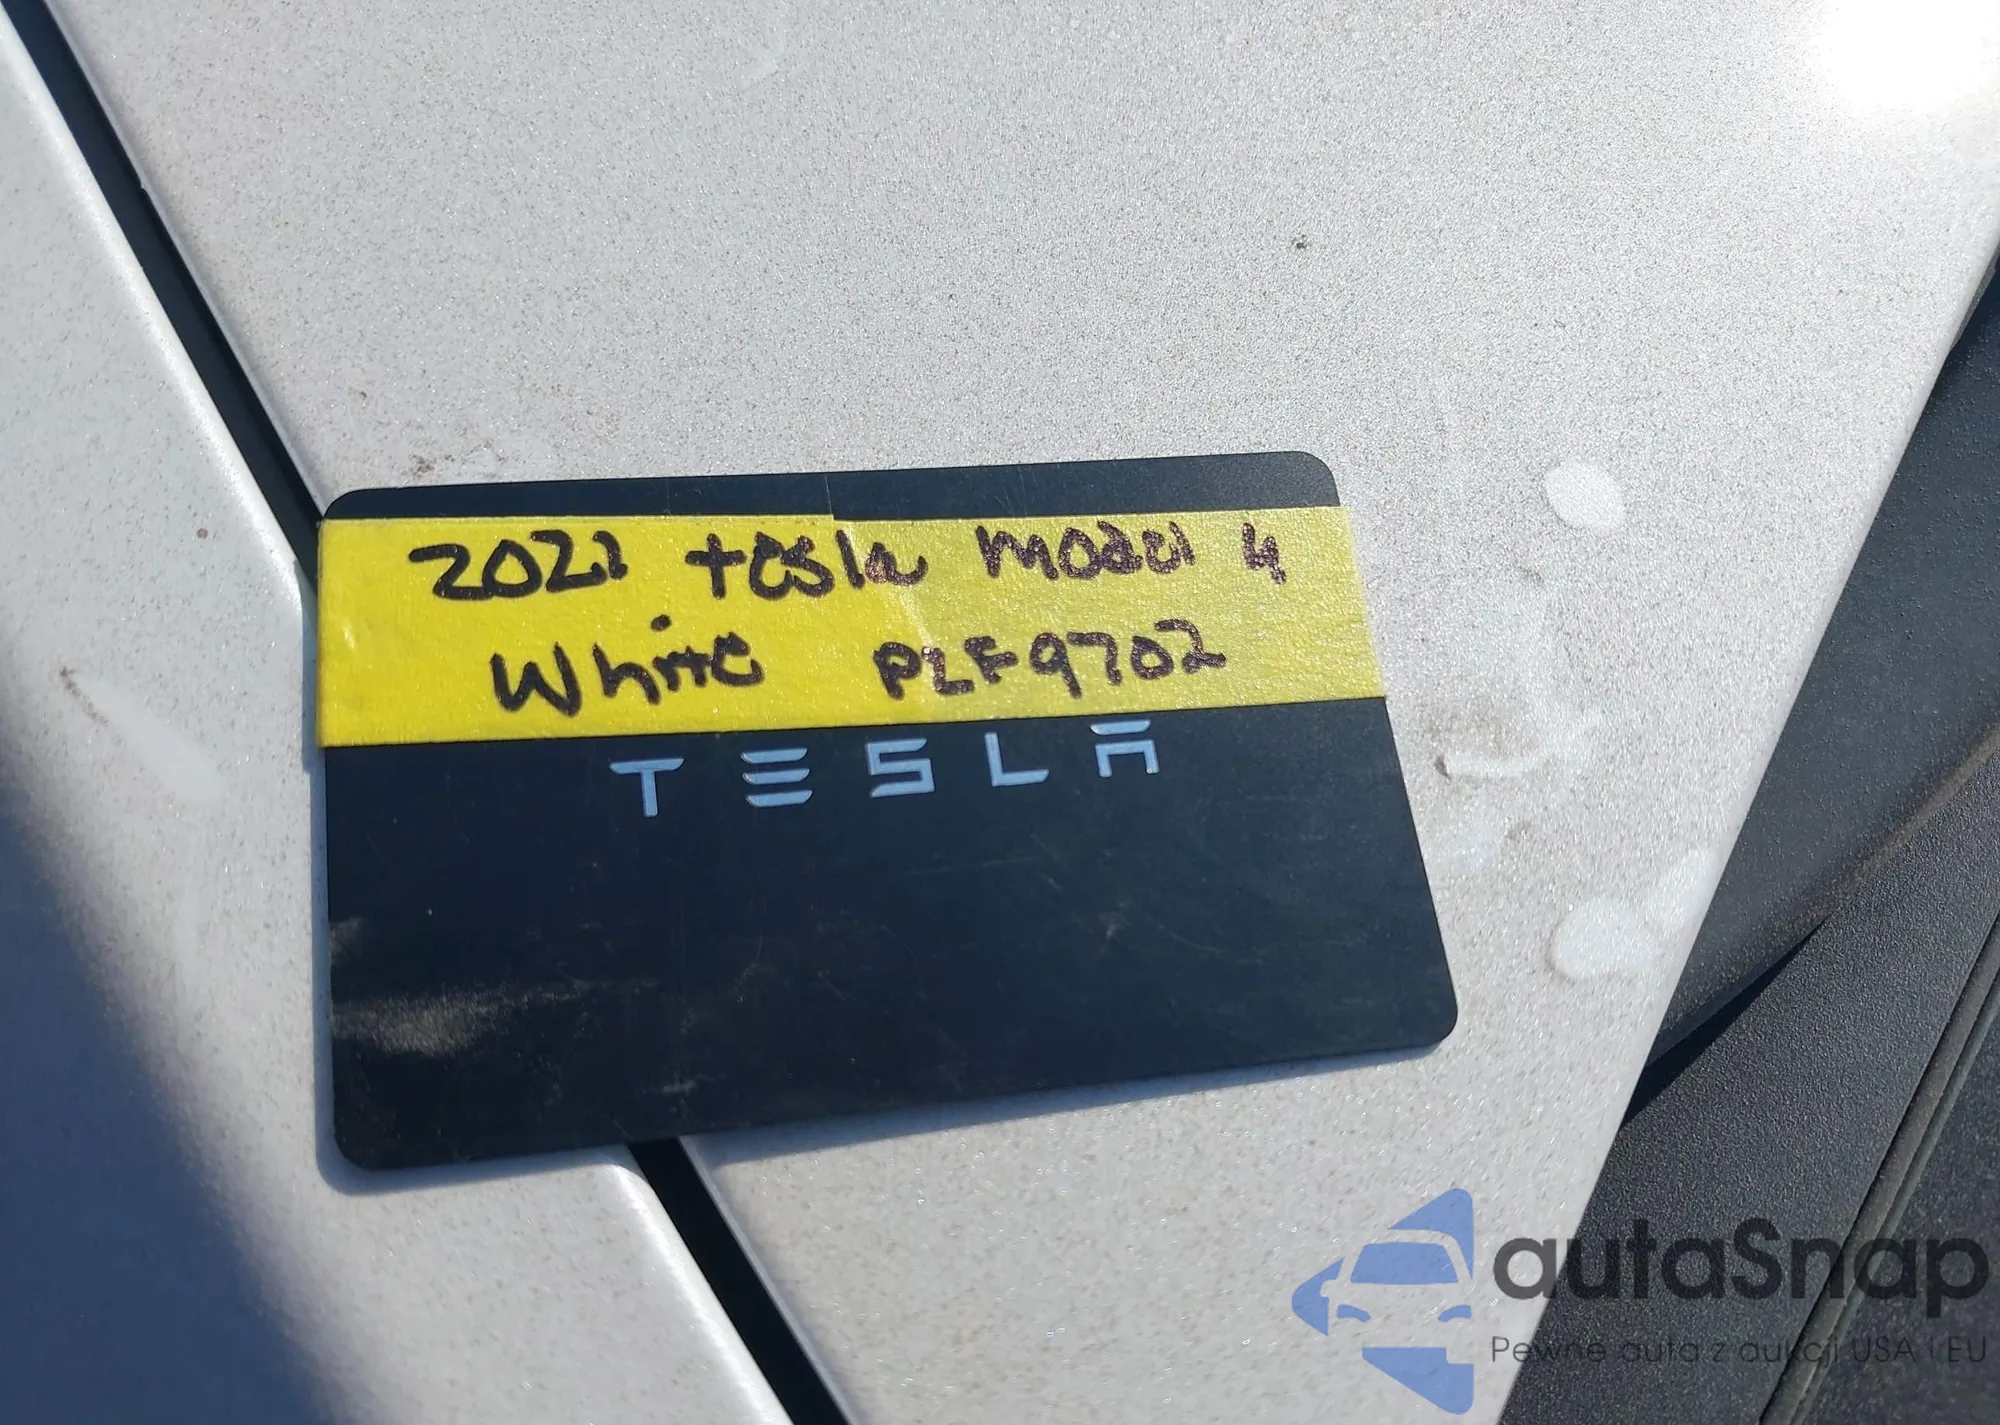 2021 tesla model y
White PLF9702
TESLA
autaSnap
Pewne auta z aukcji USA i EU